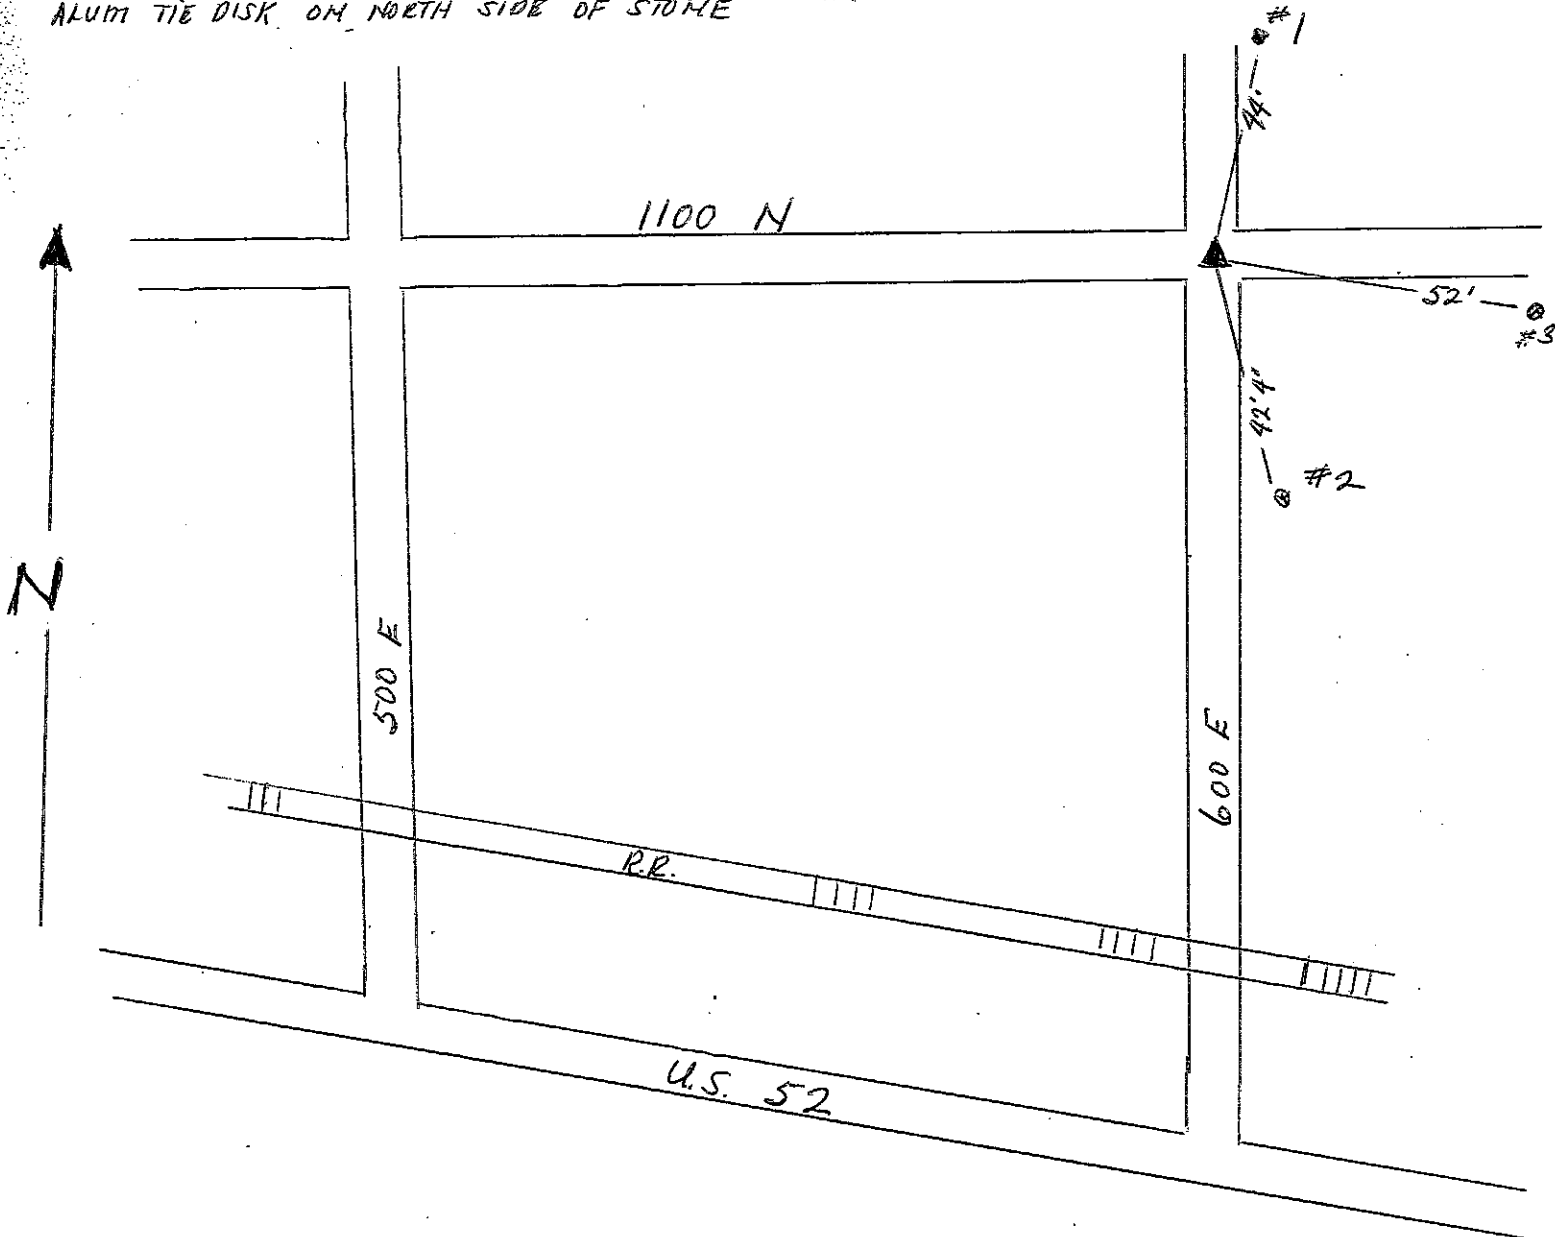 ALUM TIE DISK ON NORTH SIDE OF STONE
#1
44'
1100 N
52'
#3
42'4"
#2
N
500 E
600 E
R.R.
U.S. 52